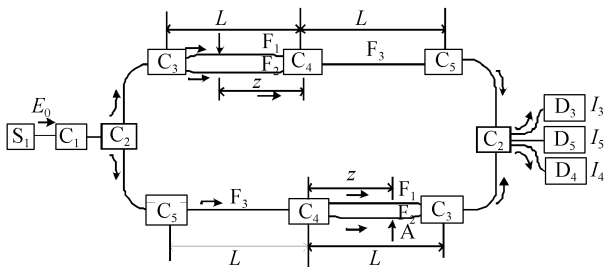 L L
C₃ F₁ F₂ C₄ F₃ C₅
z
E₀
S₁ C₁ C₂ C₂ D₃ I₃
D₅ I₅
D₄ I₄
z
C₅ F₃ C₄ F₁ F₂ C₃
A
L L